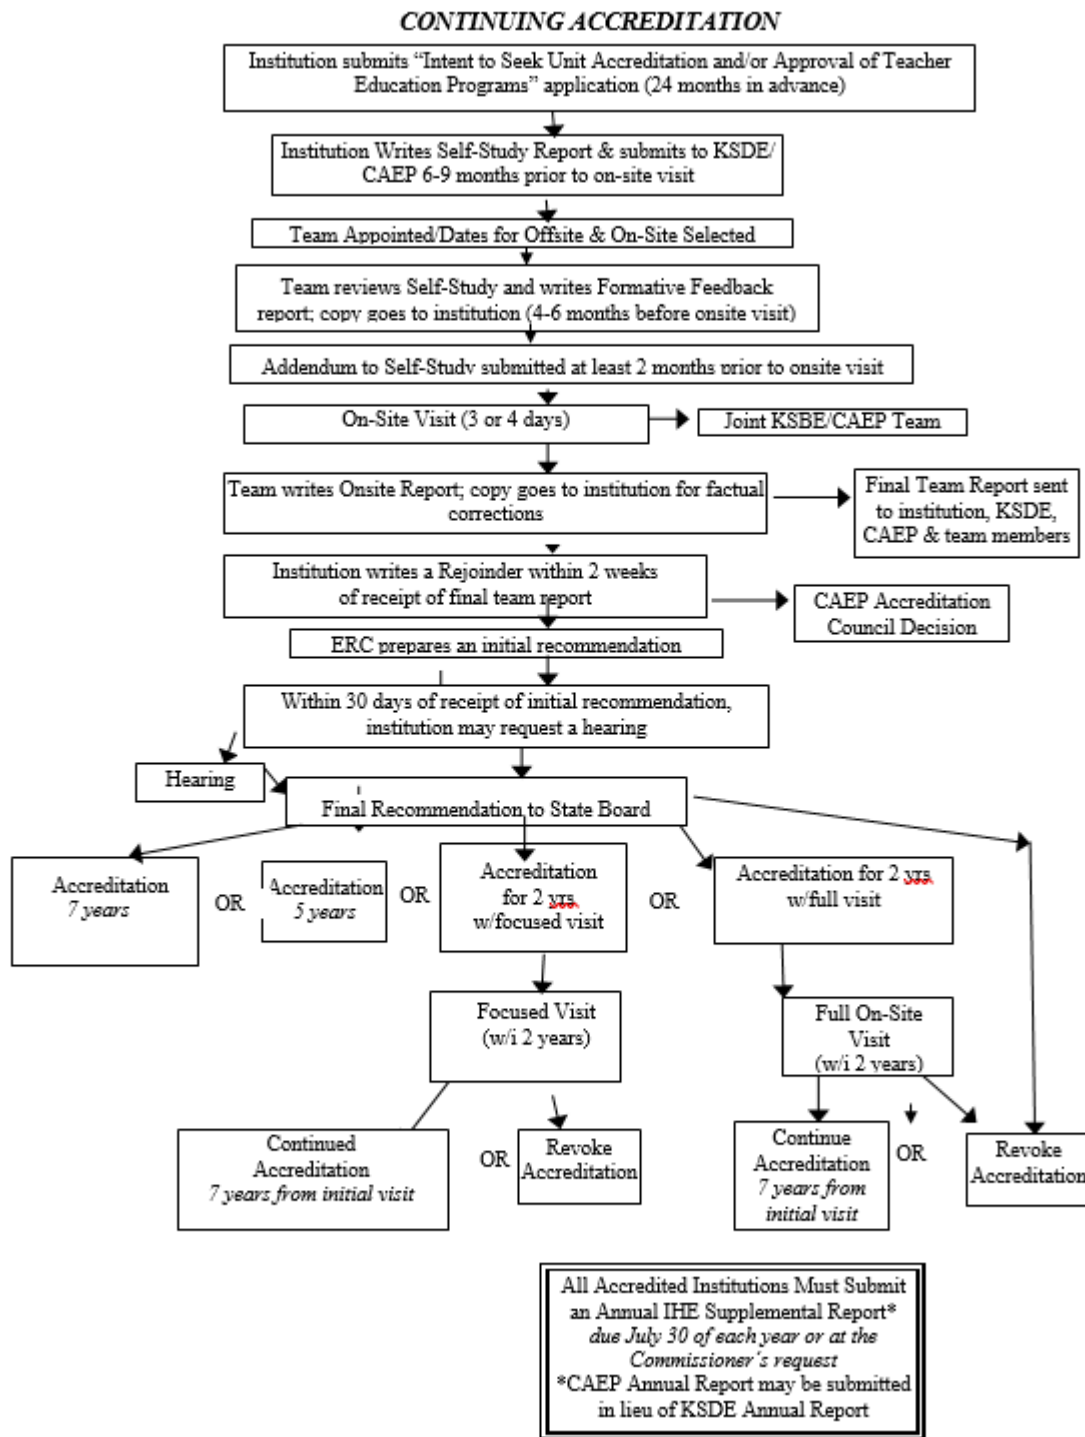 CONTINUING ACCREDITATION
Institution submits “Intent to Seek Unit Accreditation and/or Approval of Teacher
Education Programs” application (24 months in advance)
Institution Writes Self-Study Report & submits to KSDE/
CAEP 6-9 months prior to on-site visit
Team Appointed/Dates for Offsite & On-Site Selected
Team reviews Self-Study and writes Formative Feedback
report; copy goes to institution (4-6 months before onsite visit)
Addendum to Self-Study submitted at least 2 months prior to onsite visit
On-Site Visit (3 or 4 days)
Joint KSBE/CAEP Team
Team writes Onsite Report; copy goes to institution for factual
corrections
Final Team Report sent
to institution, KSDE,
CAEP & team members
Institution writes a Rejoinder within 2 weeks
of receipt of final team report
CAEP Accreditation
Council Decision
ERC prepares an initial recommendation
Within 30 days of receipt of initial recommendation,
institution may request a hearing
Hearing
Final Recommendation to State Board
Accreditation
7 years
OR
Accreditation
5 years
OR
Accreditation
for 2 yrs
w/focused visit
OR
Accreditation for 2 yrs
w/full visit
Focused Visit
(w/i 2 years)
Full On-Site
Visit
(w/i 2 years)
Continued
Accreditation
7 years from initial visit
OR
Revoke
Accreditation
Continue
Accreditation
7 years from
initial visit
OR
Revoke
Accreditation
All Accredited Institutions Must Submit
an Annual IHE Supplemental Report*
due July 30 of each year or at the
Commissioner’s request
*CAEP Annual Report may be submitted
in lieu of KSDE Annual Report